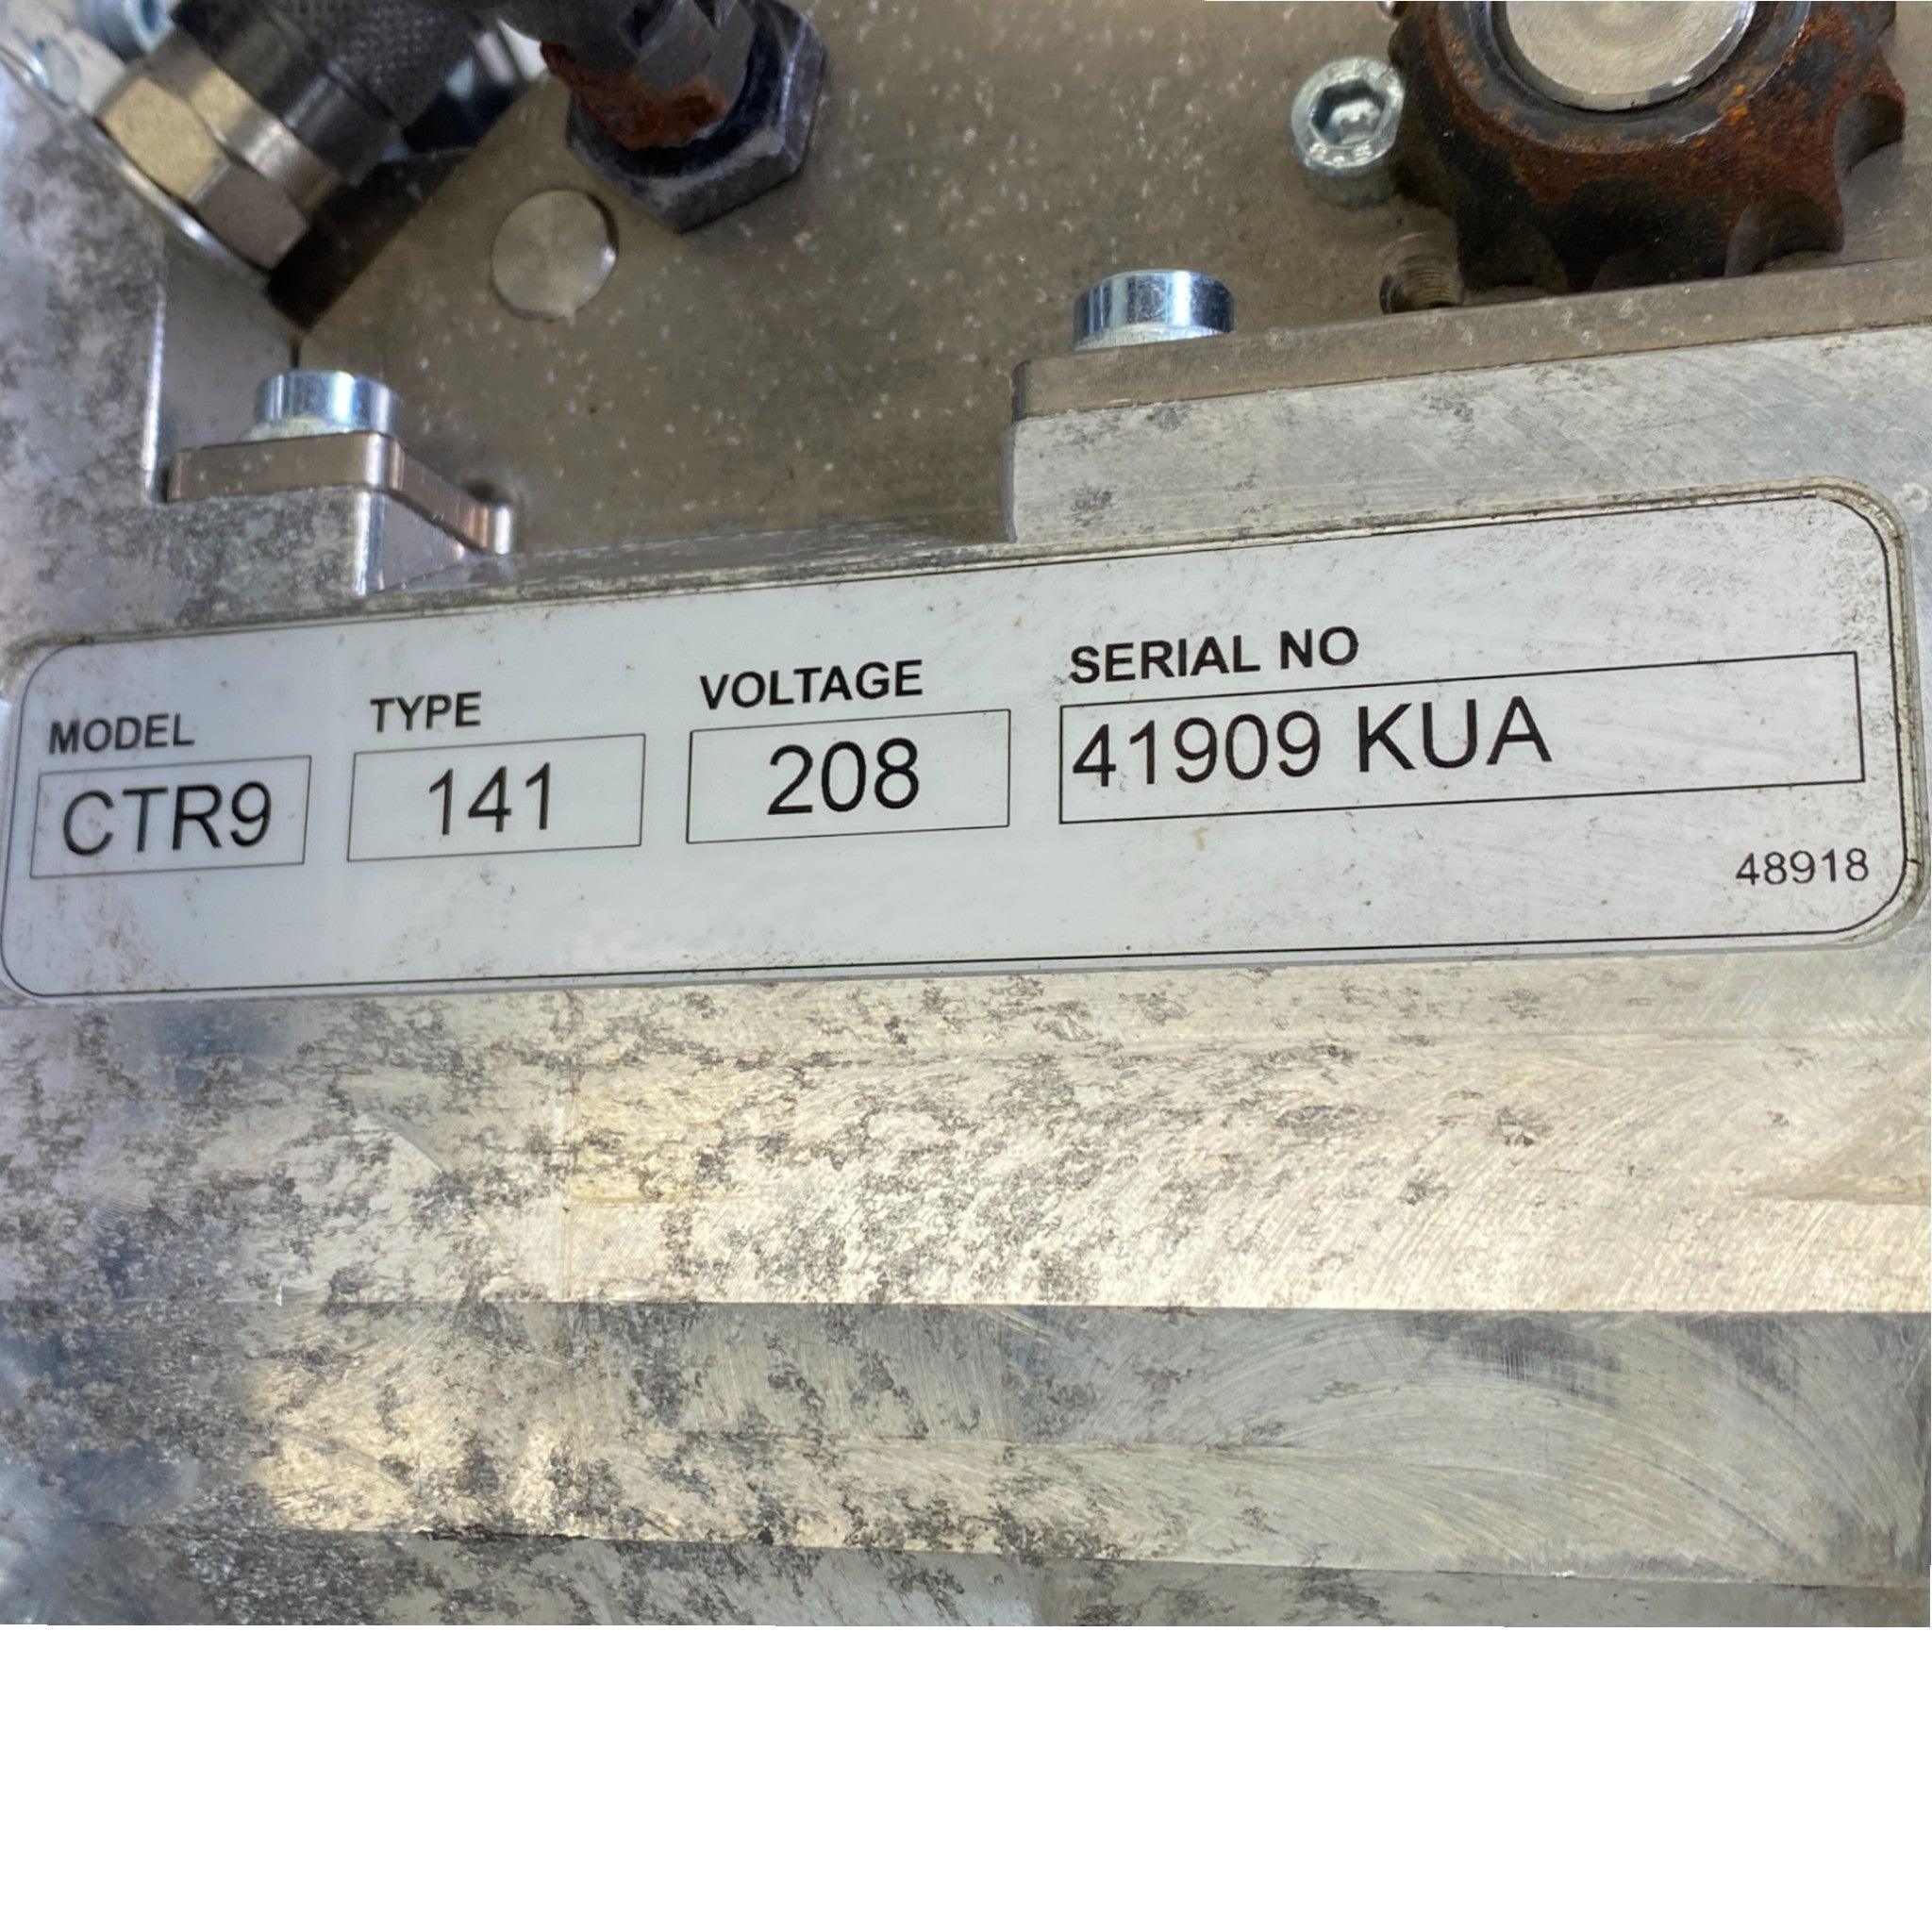 MODEL TYPE VOLTAGE SERIAL NO
CTR9 141 208 41909 KUA
48918